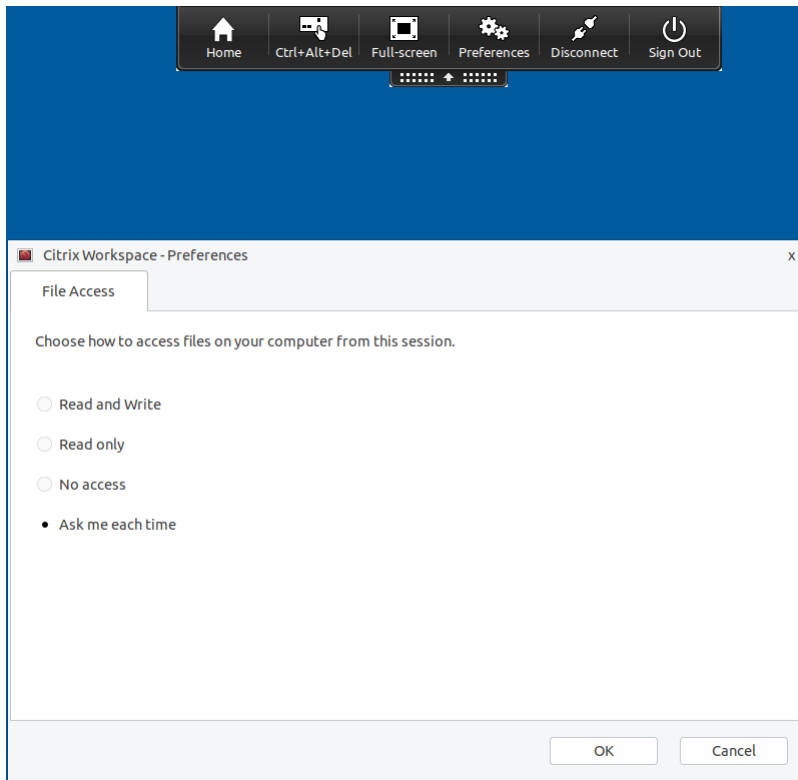 Home Ctrl+Alt+Del Full-screen Preferences Disconnect Sign Out
Citrix Workspace - Preferences x
File Access
Choose how to access files on your computer from this session.
Read and Write
Read only
No access
Ask me each time
OK Cancel